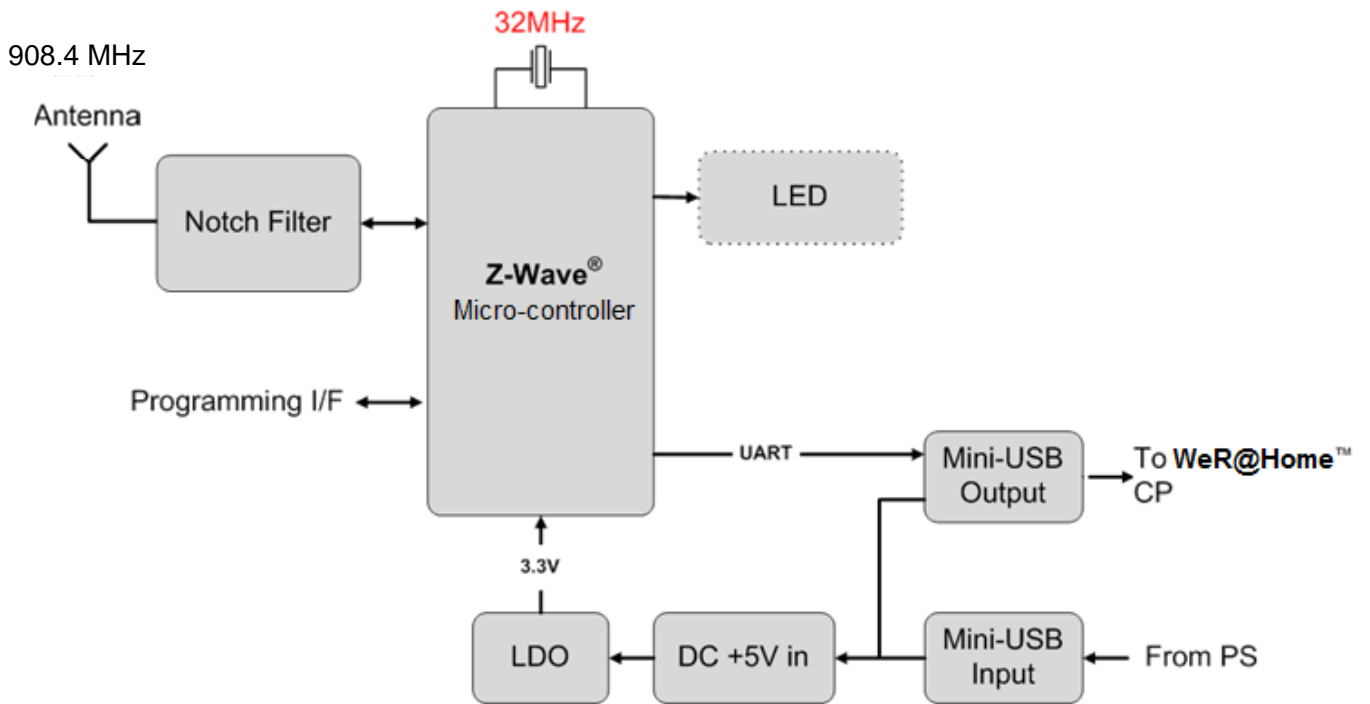 32MHz
908.4 MHz
Antenna
Notch Filter
LED
Z-Wave®
Micro-controller
Programming I/F
UART
Mini-USB
Output
To WeR@Home™
CP
3.3V
LDO
DC +5V in
Mini-USB
Input
From PS